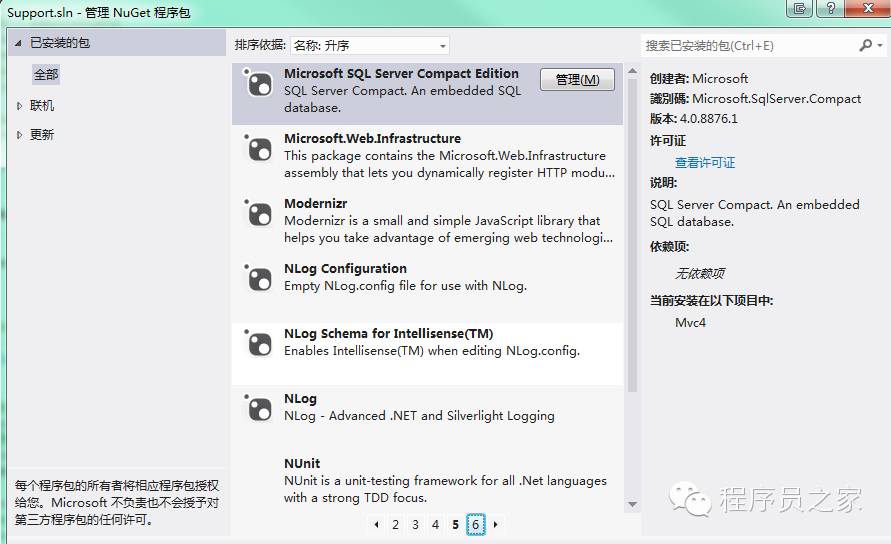 Support.sln - 管理 NuGet 程序包
已安装的包
全部
联机
更新
每个程序包的所有者将相应程序包授权
给您。Microsoft 不负责也不会授予对
第三方程序包的任何许可。
排序依据: 名称: 升序
Microsoft SQL Server Compact Edition
SQL Server Compact. An embedded SQL
database.
管理(M)
Microsoft.Web.Infrastructure
This package contains the Microsoft.Web.Infrastructure
assembly that lets you dynamically register HTTP modu...
Modernizr
Modernizr is a small and simple JavaScript library that
helps you take advantage of emerging web technologi...
NLog Configuration
Empty NLog.config file for use with NLog.
NLog Schema for Intellisense(TM)
Enables Intellisense(TM) when editing NLog.config.
NLog
NLog - Advanced .NET and Silverlight Logging
NUnit
NUnit is a unit-testing framework for all .Net languages
with a strong TDD focus.
2 3 4 5 6
搜索已安装的包(Ctrl+E)
创建者: Microsoft
識別碼: Microsoft.SqlServer.Compact
版本: 4.0.8876.1
许可证
查看许可证
说明:
SQL Server Compact. An embedded
SQL database.
依赖项:
无依赖项
当前安装在以下项目中:
Mvc4
程序员之家